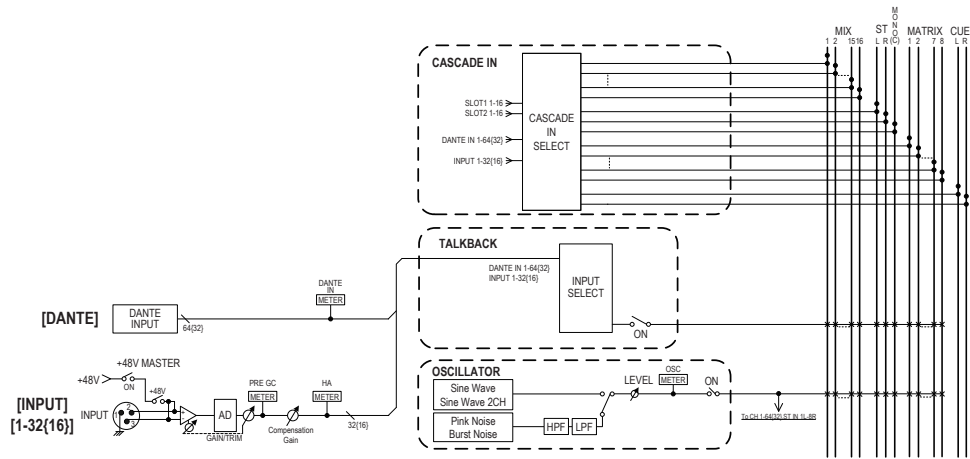 MONO(C)
MIX
ST
MATRIX
CUE
1 2 1516 L R 1 2 7 8 L R
CASCADE IN
SLOT1 1-16
SLOT2 1-16
DANTE IN 1-64{32}
INPUT 1-32{16}
CASCADE
IN
SELECT
TALKBACK
DANTE IN 1-64{32}
INPUT 1-32{16}
INPUT
SELECT
ON
[DANTE]
DANTE
INPUT
64{32}
DANTE
IN
METER
+48V MASTER
+48V
ON
+48V
[INPUT]
[1-32{16}]
INPUT
1
2
3
AD
GAIN/TRIM
PRE GC
METER
Compensation
Gain
HA
METER
32{16}
OSCILLATOR
Sine Wave
Sine Wave 2CH
Pink Noise
Burst Noise
HPF
LPF
LEVEL
OSC
METER
ON
To CH 1-64{32},ST IN 1L-8R